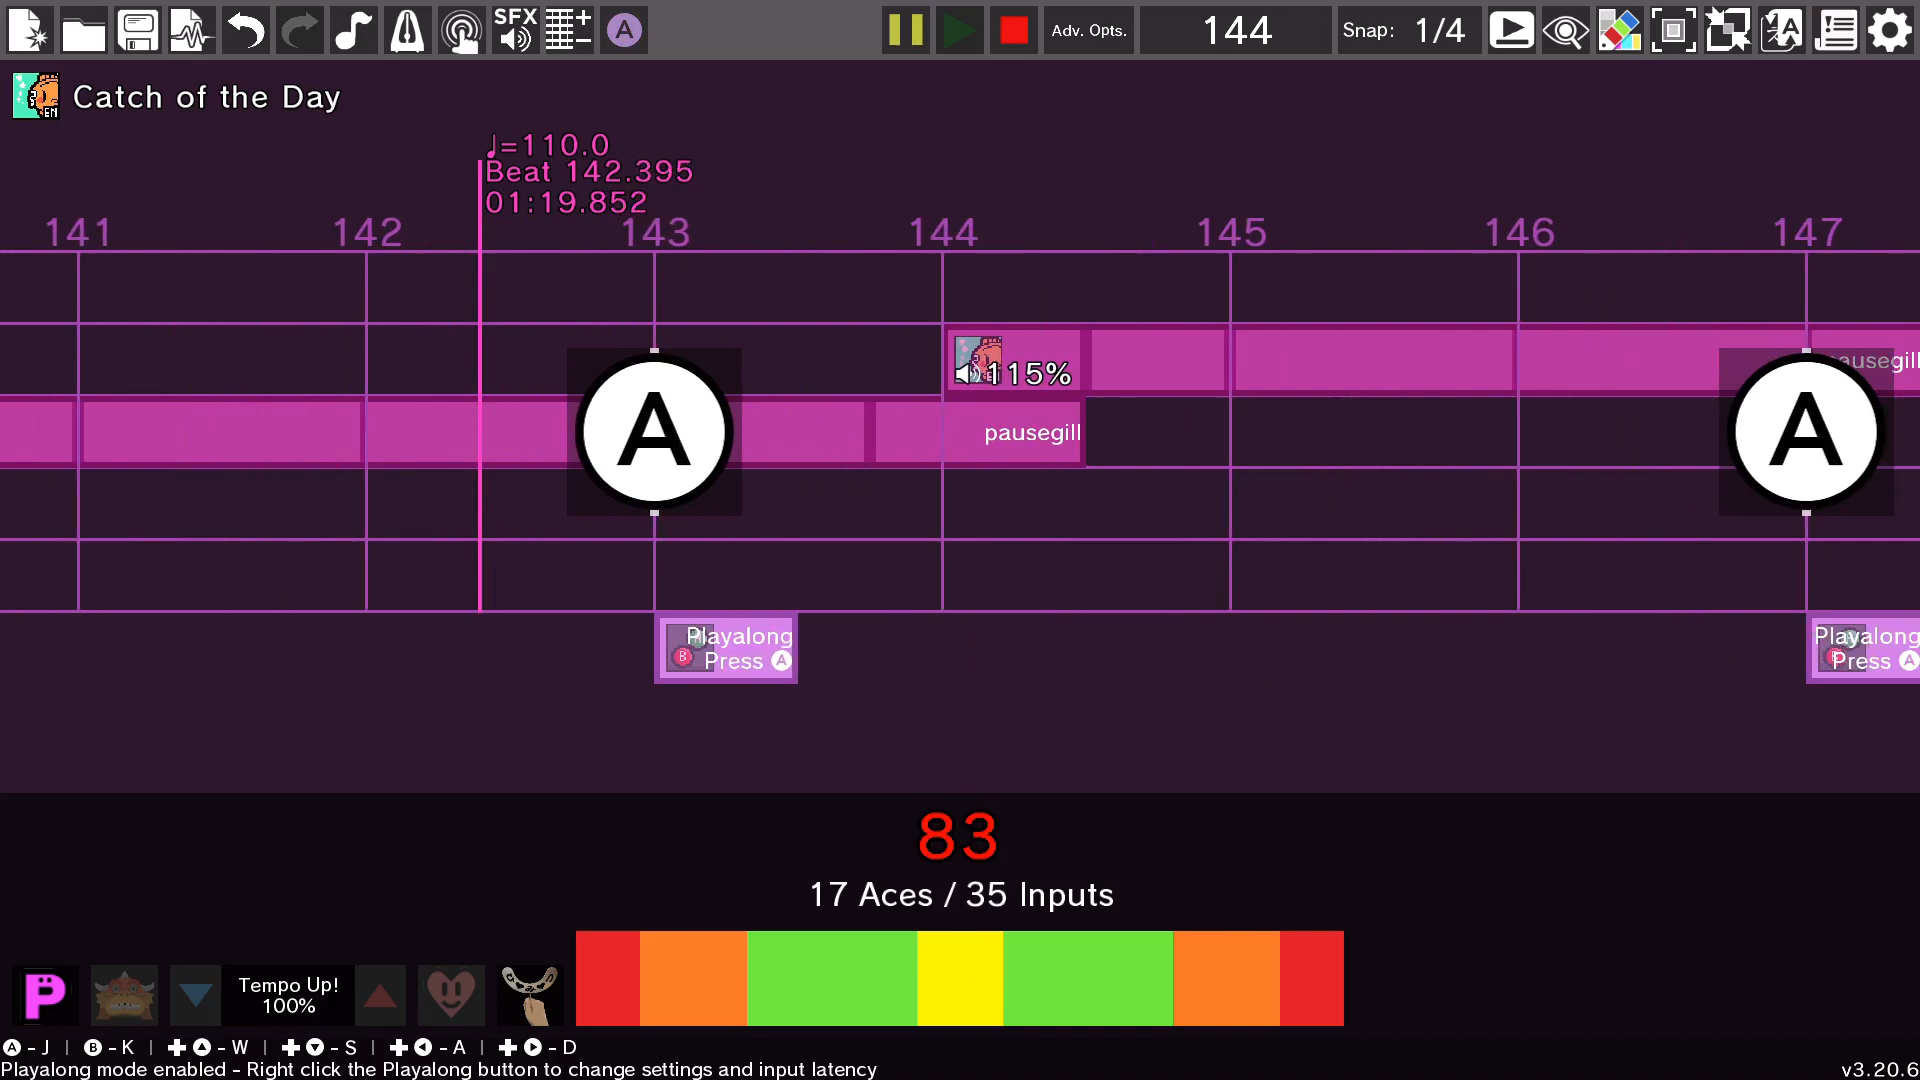 SFX
A
Adv. Opts.
144
Snap: 1/4
A
EN
Catch of the Day
♩=110.0
Beat 142.395
01:19.852
141 142 143 144 145 146 147
115%
pausegill
A
A
pausegill
Playalong
Press A
B
Playalong
Press A
83
17 Aces / 35 Inputs
P
Tempo Up!
100%
A - J | B - K | ✚ ▲ - W | ✚ ▼ - S | ✚ ◀ - A | ✚ ▶ - D
Playalong mode enabled - Right click the Playalong button to change settings and input latency
v3.20.6